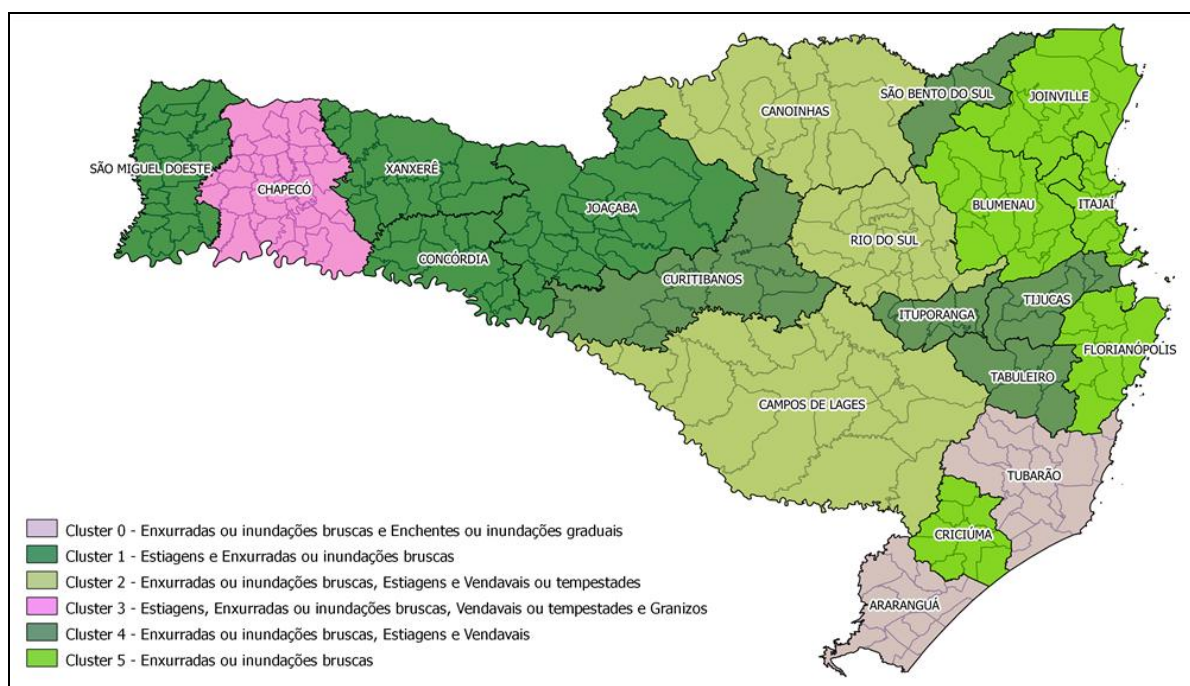 SÃO BENTO DO SUL
JOINVILLE
CANOINHAS
SÃO MIGUEL DOESTE
XANXERÊ
CHAPECÓ
JOAÇABA
BLUMENAU
ITAJAÍ
RIO DO SUL
CONCÓRDIA
CURITIBANOS
TIJUCAS
ITUPORANGA
FLORIANÓPOLIS
TABULEIRO
CAMPOS DE LAGES
TUBARÃO
CRICIÚMA
ARARANGUÁ
Cluster 0 - Enxurradas ou inundações bruscas e Enchentes ou inundações graduais
Cluster 1 - Estiagens e Enxurradas ou inundações bruscas
Cluster 2 - Enxurradas ou inundações bruscas, Estiagens e Vendavais ou tempestades
Cluster 3 - Estiagens, Enxurradas ou inundações bruscas, Vendavais ou tempestades e Granizos
Cluster 4 - Enxurradas ou inundações bruscas, Estiagens e Vendavais
Cluster 5 - Enxurradas ou inundações bruscas